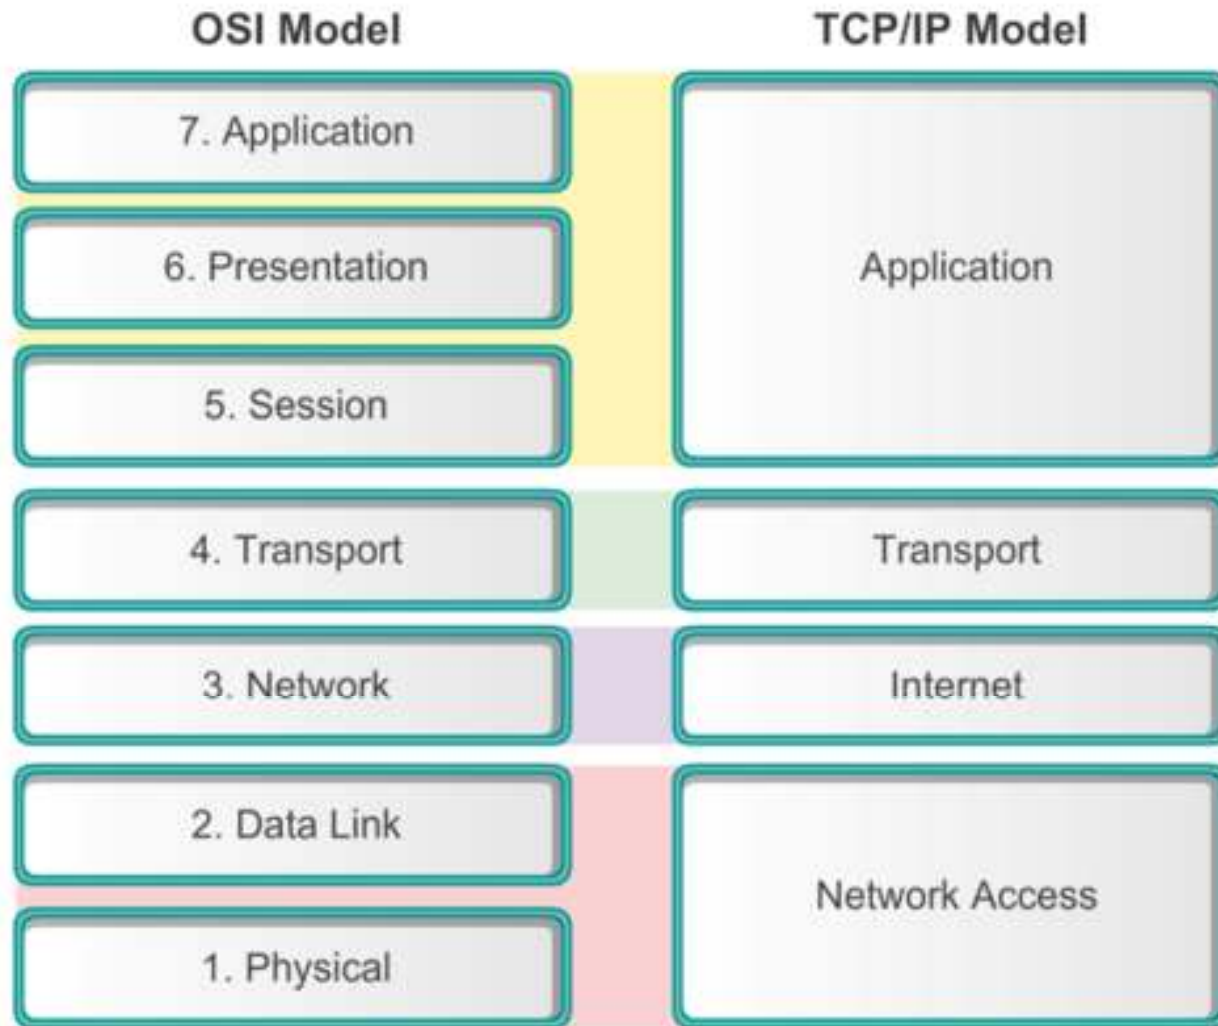 OSI Model
TCP/IP Model
7. Application
6. Presentation
5. Session
Application
4. Transport
Transport
3. Network
Internet
2. Data Link
1. Physical
Network Access